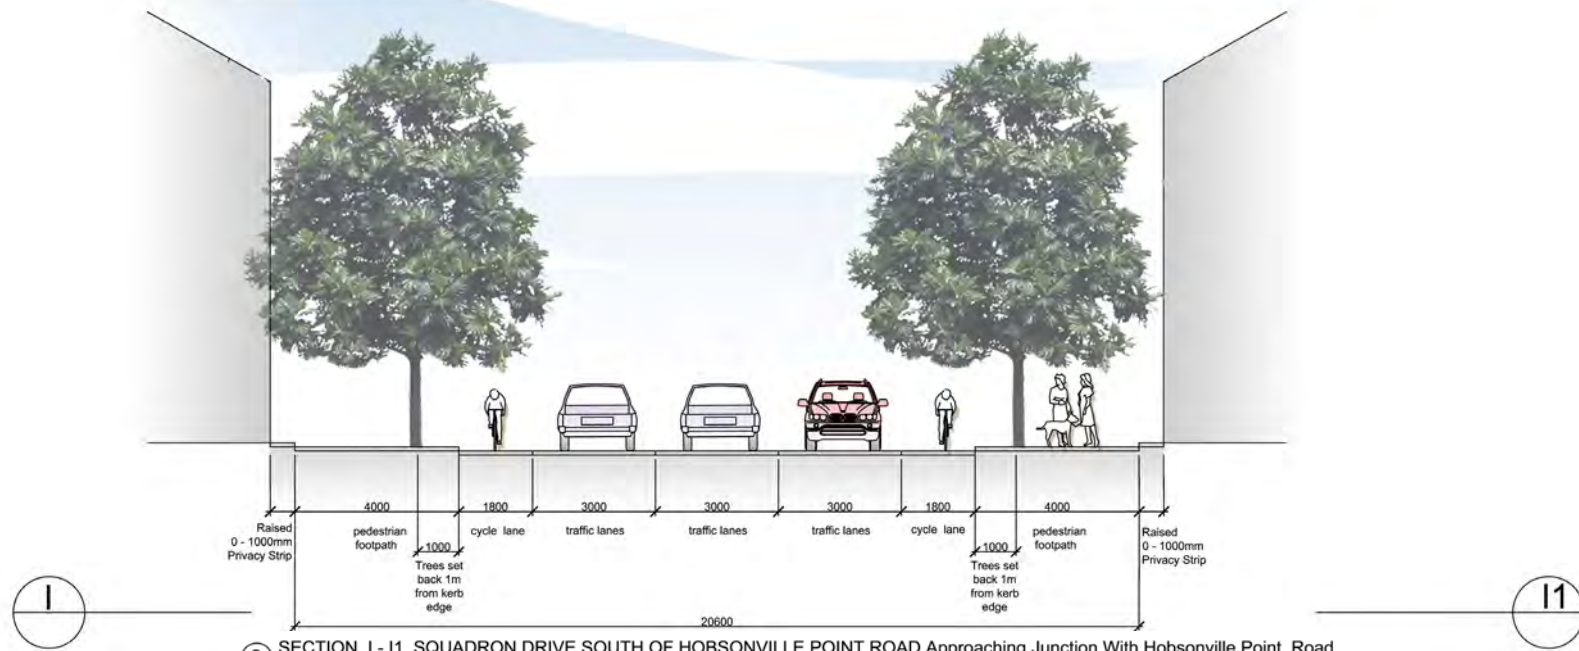 4000
1800
3000
3000
3000
1800
4000
Raised
0 - 1000mm
Privacy Strip
pedestrian
footpath
cycle lane
traffic lanes
traffic lanes
traffic lanes
cycle lane
pedestrian
footpath
Raised
0 - 1000mm
Privacy Strip
1000
Trees set
back 1m
from kerb
edge
1000
Trees set
back 1m
from kerb
edge
I
I1
20600
SECTION I - I1 SQUADRON DRIVE SOUTH OF HOBSONVILLE POINT ROAD Approaching Junction With Hobsonville Point Road